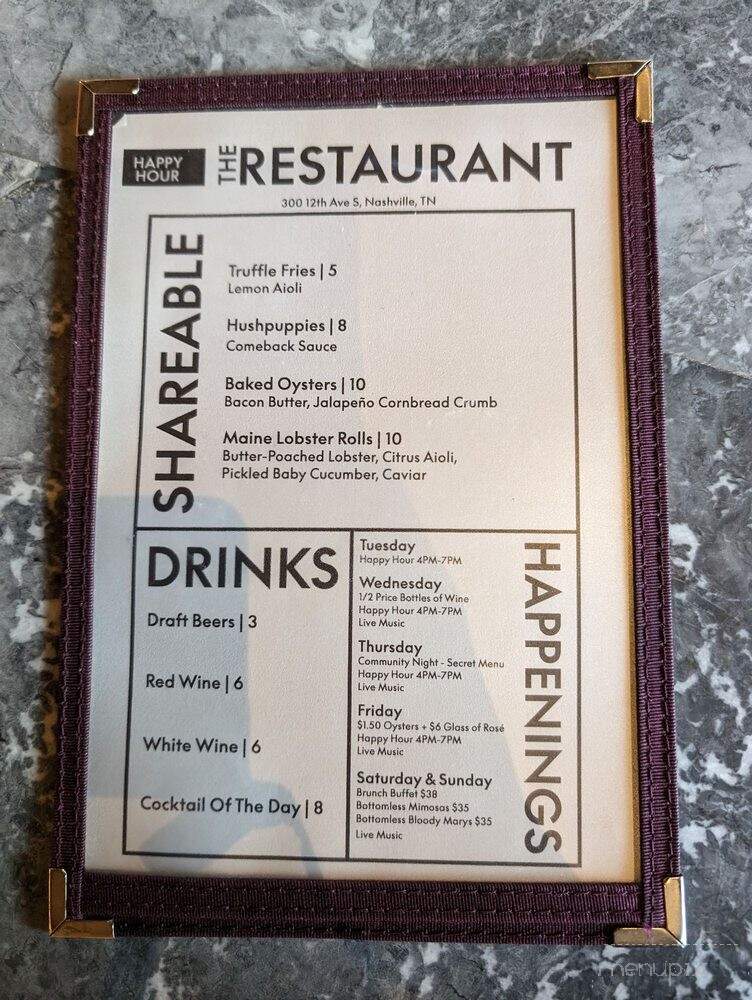 HAPPY
HOUR
THE RESTAURANT
300 12th Ave S, Nashville, TN
SHAREABLE
Truffle Fries | 5
Lemon Aioli
Hushpuppies | 8
Comeback Sauce
Baked Oysters | 10
Bacon Butter, Jalapeño Cornbread Crumb
Maine Lobster Rolls | 10
Butter-Poached Lobster, Citrus Aioli,
Pickled Baby Cucumber, Caviar
DRINKS
Draft Beers | 3
Red Wine | 6
White Wine | 6
Cocktail Of The Day | 8
HAPPENINGS
Tuesday
Happy Hour 4PM-7PM
Wednesday
1/2 Price Bottles of Wine
Happy Hour 4PM-7PM
Live Music
Thursday
Community Night - Secret Menu
Happy Hour 4PM-7PM
Live Music
Friday
$1.50 Oysters + $6 Glass of Rosé
Happy Hour 4PM-7PM
Live Music
Saturday & Sunday
Brunch Buffet $38
Bottomless Mimosas $35
Bottomless Bloody Marys $35
Live Music